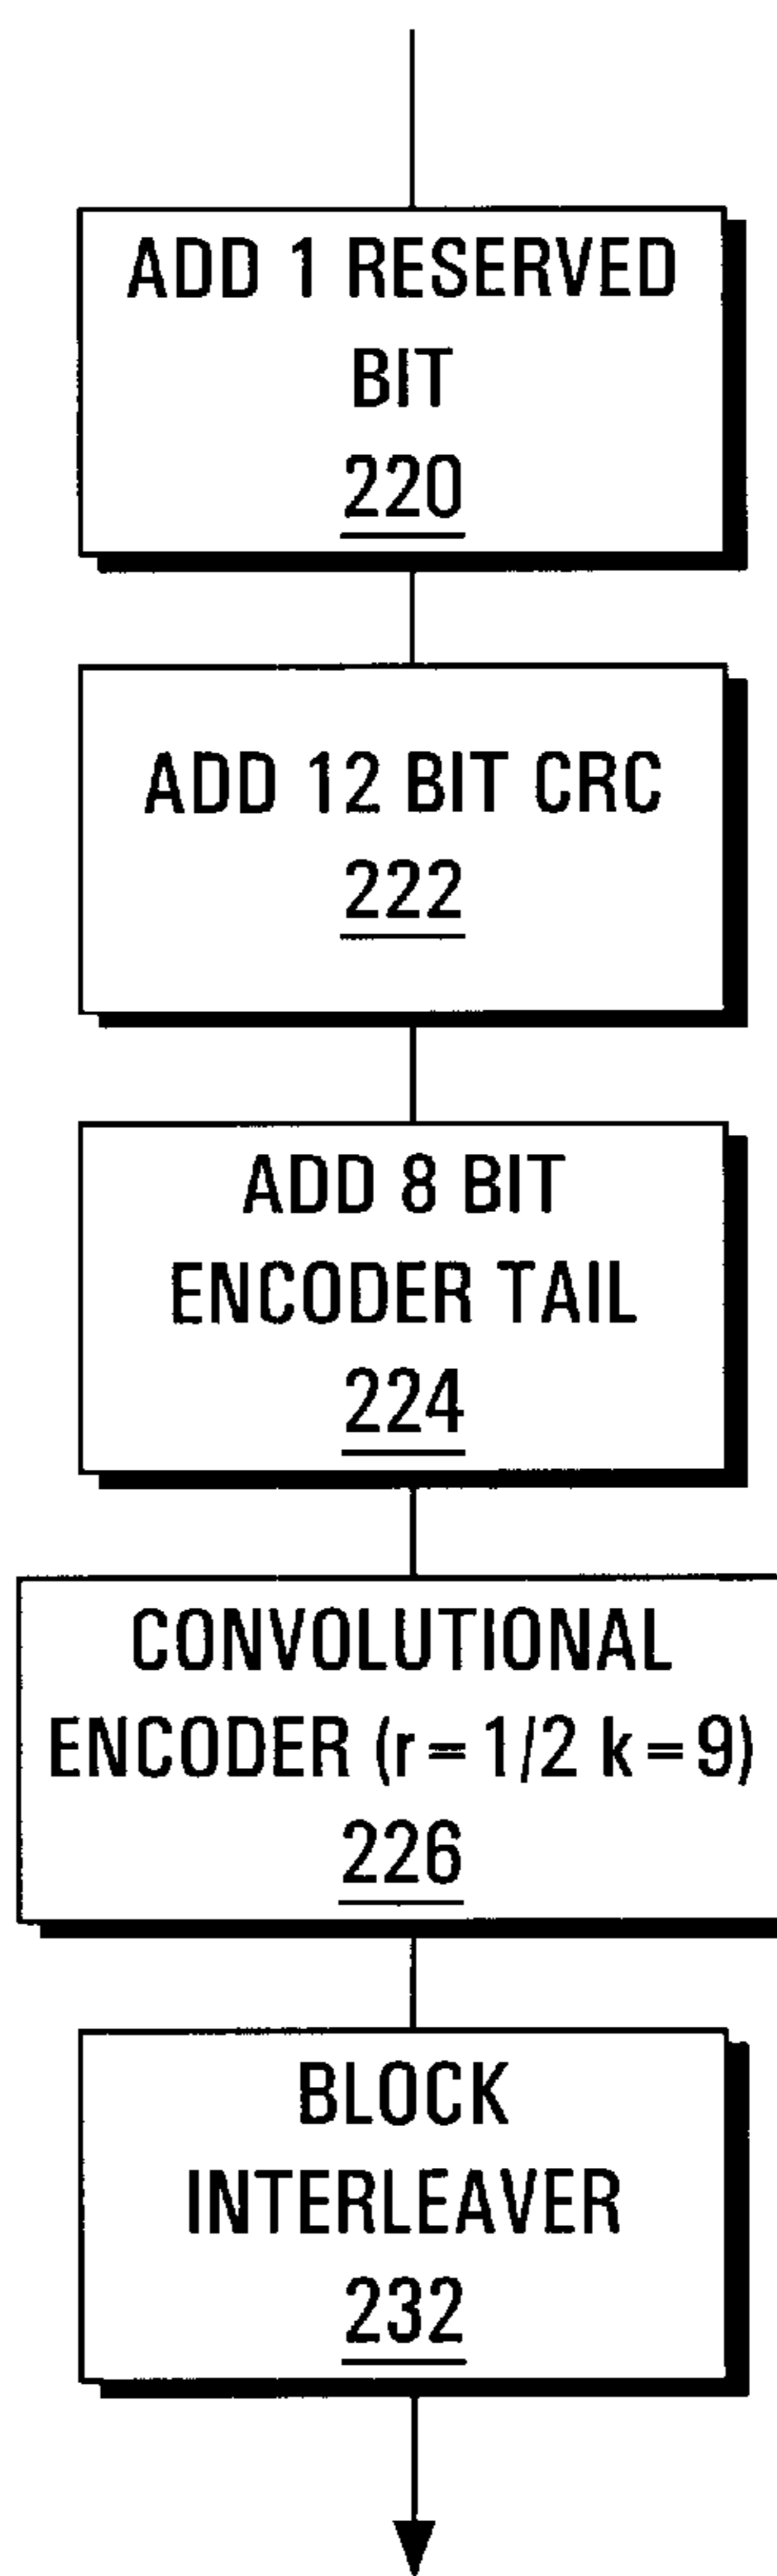 ADD 1 RESERVED
BIT
220
ADD 12 BIT CRC
222
ADD 8 BIT
ENCODER TAIL
224
CONVOLUTIONAL
ENCODER (r = 1/2 k = 9)
226
BLOCK
INTERLEAVER
232